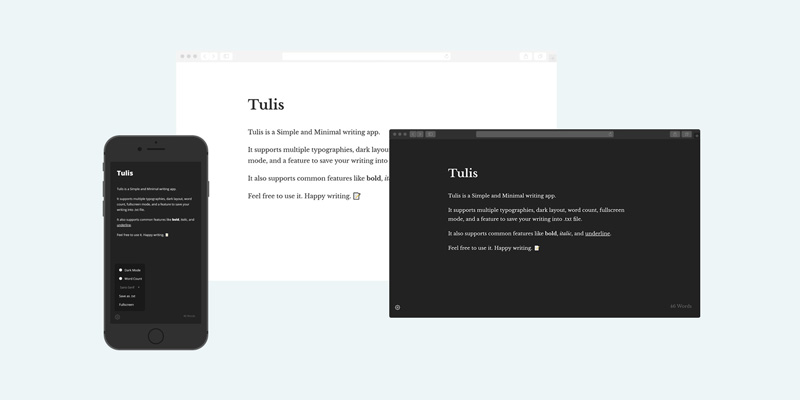 Tulis
Tulis is a Simple and Minimal writing app.
It supports multiple typographies, dark layou
mode, and a feature to save your writing into
It also supports common features like bold, it
Feel free to use it. Happy writing.
Tulis
Tulis is a Simple and Minimal writing app.
It supports multiple typographies, dark layout, word count, fullscreen
mode, and a feature to save your writing into .txt file.
It also supports common features like bold, italic, and underline.
Feel free to use it. Happy writing.
46 Words
Tulis
Tulis is a Simple and Minimal writing app.
It supports multiple typographies, dark layout, word
count, fullscreen mode, and a feature to save your
writing into .txt file.
It also supports common features like bold, italic, and
underline.
Feel free to use it. Happy writing.
Dark Mode
Word Count
Save as .txt
Fullscreen